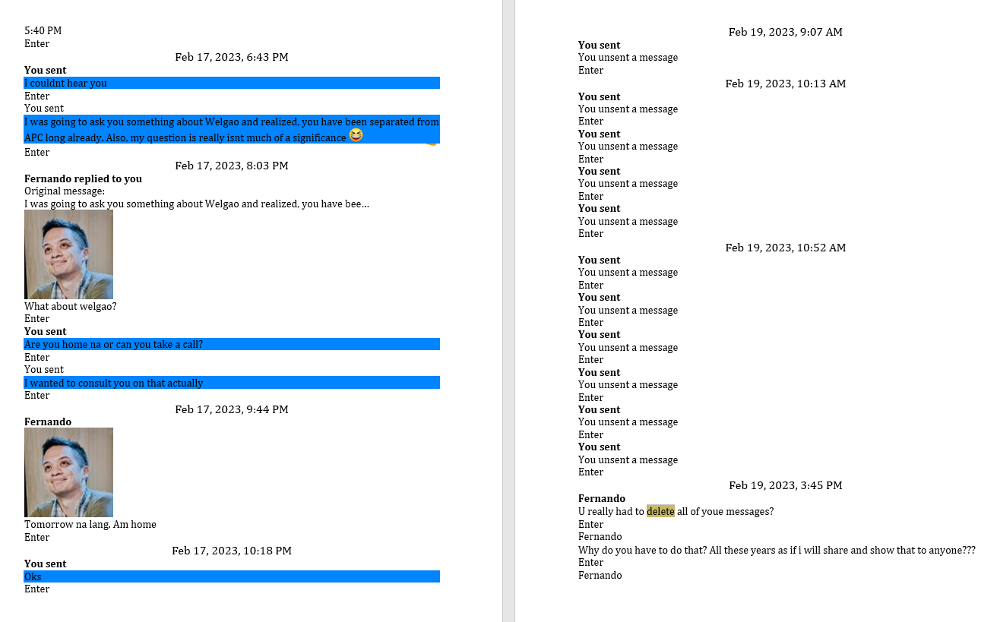 5:40 PM
Enter
Feb 17, 2023, 6:43 PM
You sent
I couldnt hear you
Enter
You sent
I was going to ask you something about Welgao and realized, you have been separated from
APC long already. Also, my question is really isnt much of a significance 😆
Enter
Feb 17, 2023, 8:03 PM
Fernando replied to you
Original message:
I was going to ask you something about Welgao and realized, you have bee...
What about welgao?
Enter
You sent
Are you home na or can you take a call?
Enter
You sent
I wanted to consult you on that actually
Enter
Feb 17, 2023, 9:44 PM
Fernando
Tomorrow na lang. Am home
Enter
Feb 17, 2023, 10:18 PM
You sent
Oks
Enter
Feb 19, 2023, 9:07 AM
You sent
You unsent a message
Enter
Feb 19, 2023, 10:13 AM
You sent
You unsent a message
Enter
You sent
You unsent a message
Enter
You sent
You unsent a message
Enter
You sent
You unsent a message
Enter
Feb 19, 2023, 10:52 AM
You sent
You unsent a message
Enter
You sent
You unsent a message
Enter
You sent
You unsent a message
Enter
You sent
You unsent a message
Enter
You sent
You unsent a message
Enter
You sent
You unsent a message
Enter
Feb 19, 2023, 3:45 PM
Fernando
U really had to delete all of youe messages?
Enter
Fernando
Why do you have to do that? All these years as if i will share and show that to anyone???
Enter
Fernando